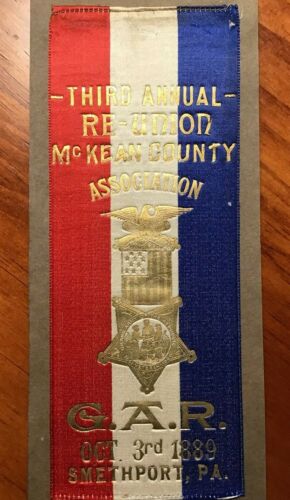 -THIRD ANNUAL-
RE-UNION
McKEAN COUNTY
ASSOCIATION
G.A.R.
OCT. 3rd 1889
SMETHPORT, PA.